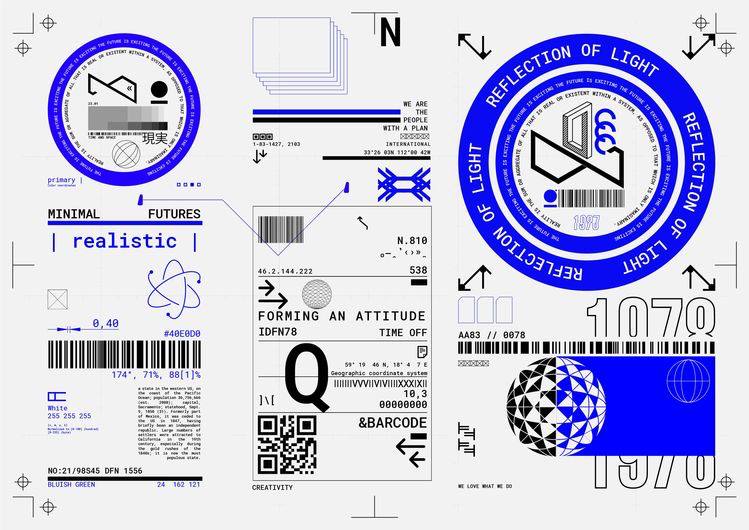 THE FUTURE IS EXCITING THE FUTURE IS EXCITING THE FUTURE IS EXCITING
REALITY IS THE SUM OR AGGREGATE OF ALL THAT IS REAL OR EXISTENT WITHIN A SYSTEM, AS OPPOSED TO THAT WHICH IS ONLY IMAGINARY.
23.01
TIME AND SPACE
現実
primary |
MINIMAL FUTURES
| realistic |
0,40
#40E0D0
174°, 71%, 88[1]%
White
255 255 255
a state in the western US, on
the coast of the Pacific
Ocean; population 36,756,666
(est. 2008); capital,
Sacramento; statehood, Sept.
9, 1850 (31). Formerly part
of Mexico, it was ceded to
the US in 1847, having
briefly been an independent
republic. Large numbers of
settlers were attracted to
California in the 19th
century, especially during
the gold rushes of the
1840s; it is now the most
populous state.
NO:21/98S45 DFN 1556
BLUISH GREEN 24 162 121
N
WE ARE
THE
PEOPLE
WITH A PLAN
INTERNATIONAL
1-83-1427, 2103
33°26 03N 112°00 42W
N.810
46.2.144.222
538
FORMING AN ATTITUDE
IDFN78 TIME OFF
Q
59° 19 46 N, 18° 4 7 E
Geographic coordinate system
10,3
00000000
]\[
&BARCODE
CREATIVITY
REFLECTION OF LIGHT
REFLECTION OF LIGHT
REFLECTION OF LIGHT
REFLECTION OF LIGHT
THE FUTURE IS EXCITING THE FUTURE IS EXCITING THE FUTURE IS EXCITING
REALITY IS THE SUM OR AGGREGATE OF ALL THAT IS REAL OR EXISTENT WITHIN A SYSTEM, AS OPPOSED TO THAT WHICH IS ONLY IMAGINARY.
1987
1078
AA83 // 0078
1978
WE LOVE WHAT WE DO